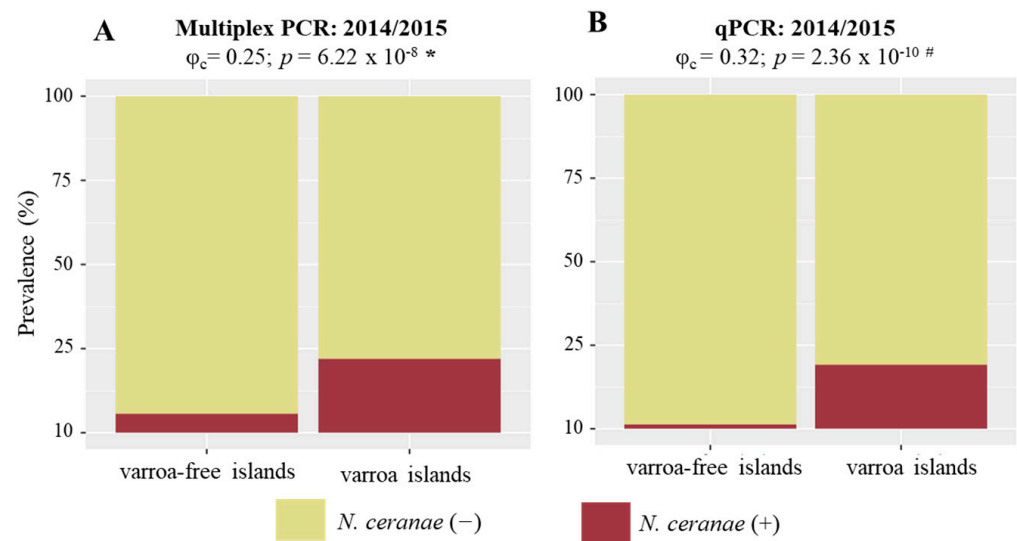 A
Multiplex PCR: 2014/2015
φc= 0.25; p = 6.22 x 10-8 *
Prevalence (%)
100
75
50
25
10
varroa-free islands
varroa islands
B
qPCR: 2014/2015
φc= 0.32; p = 2.36 x 10-10 #
100
75
50
25
10
varroa-free islands
varroa islands
N. ceranae (−)
N. ceranae (+)